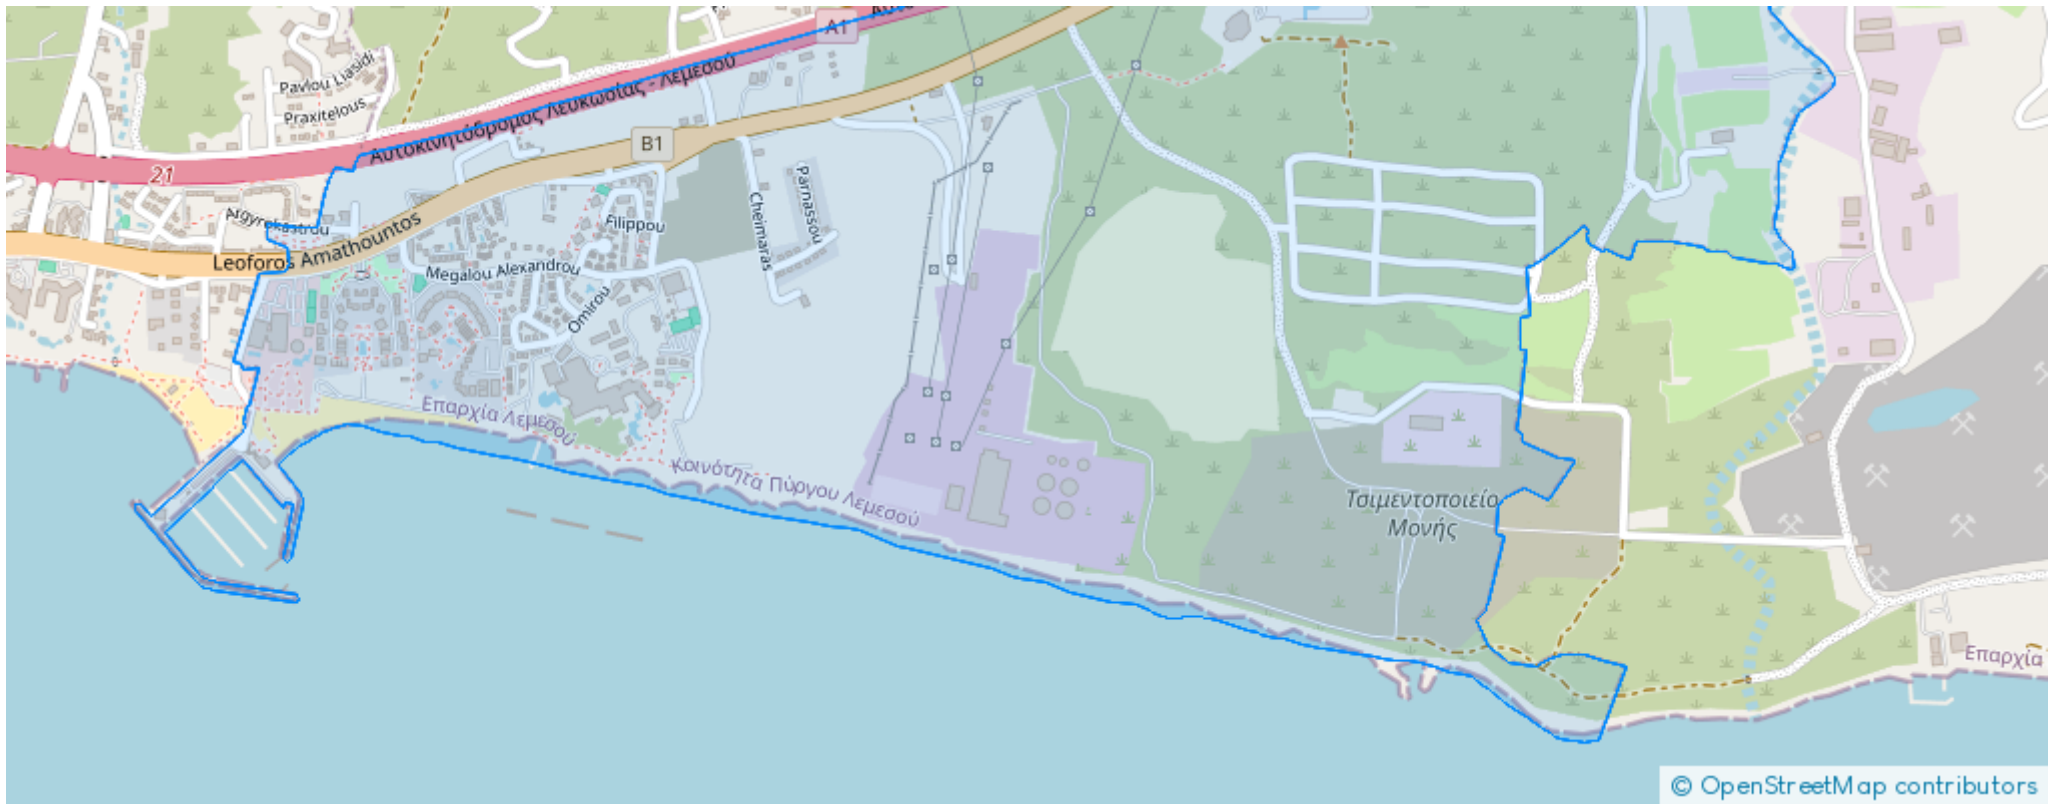 A1
Αυτοκινητόδρομος Λευκωσίας - Λεμεσού
Pavlou Liasidi
Praxitelous
21
B1
Argyrokastrou
Leoforos Amathountos
Filippou
Cheimaras
Parnassou
Megalou Alexandrou
Omirou
Επαρχία Λεμεσού
Κοινότητα Πύργου Λεμεσού
Τσιμεντοποιείο
Μονής
Επαρχία
© OpenStreetMap contributors